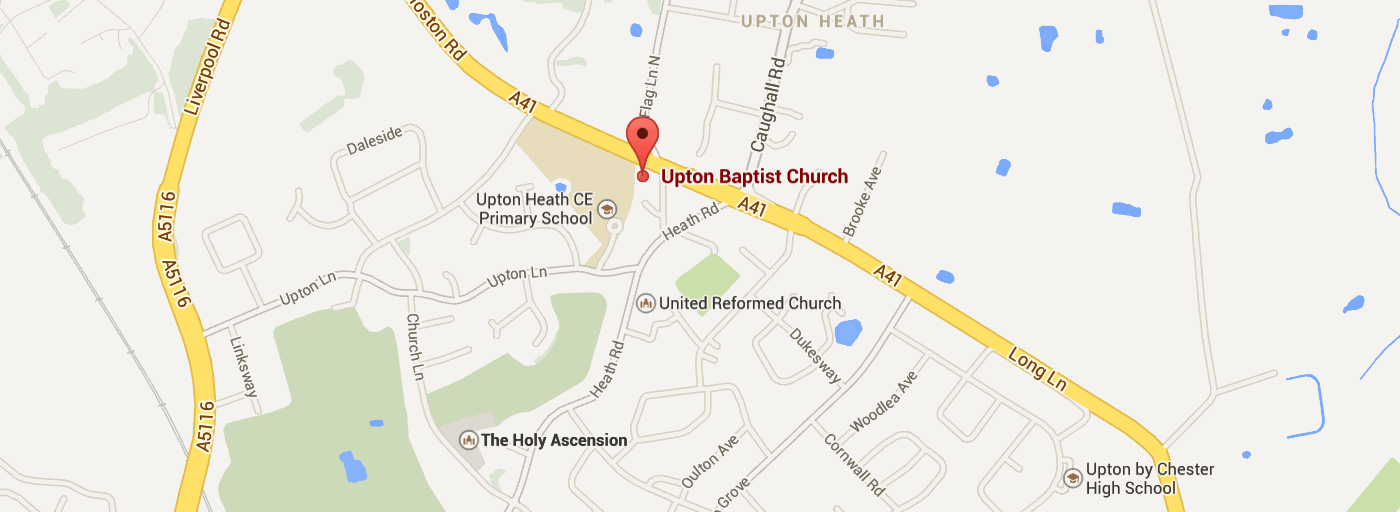 UPTON HEATH
Liverpool Rd
Flag Ln N
A41
Caughall Rd
Daleside
Upton Baptist Church
Brooke Ave
A5116
Upton Heath CE
Primary School
A41
Heath Rd
A5116
Upton Ln
Upton Ln
A41
United Reformed Church
Church Ln
Linksway
Dukesway
Long Ln
Heath Rd
Woodlea Ave
A5116
The Holy Ascension
Oulton Ave
Cornwall Rd
Upton by Chester
High School
Grove